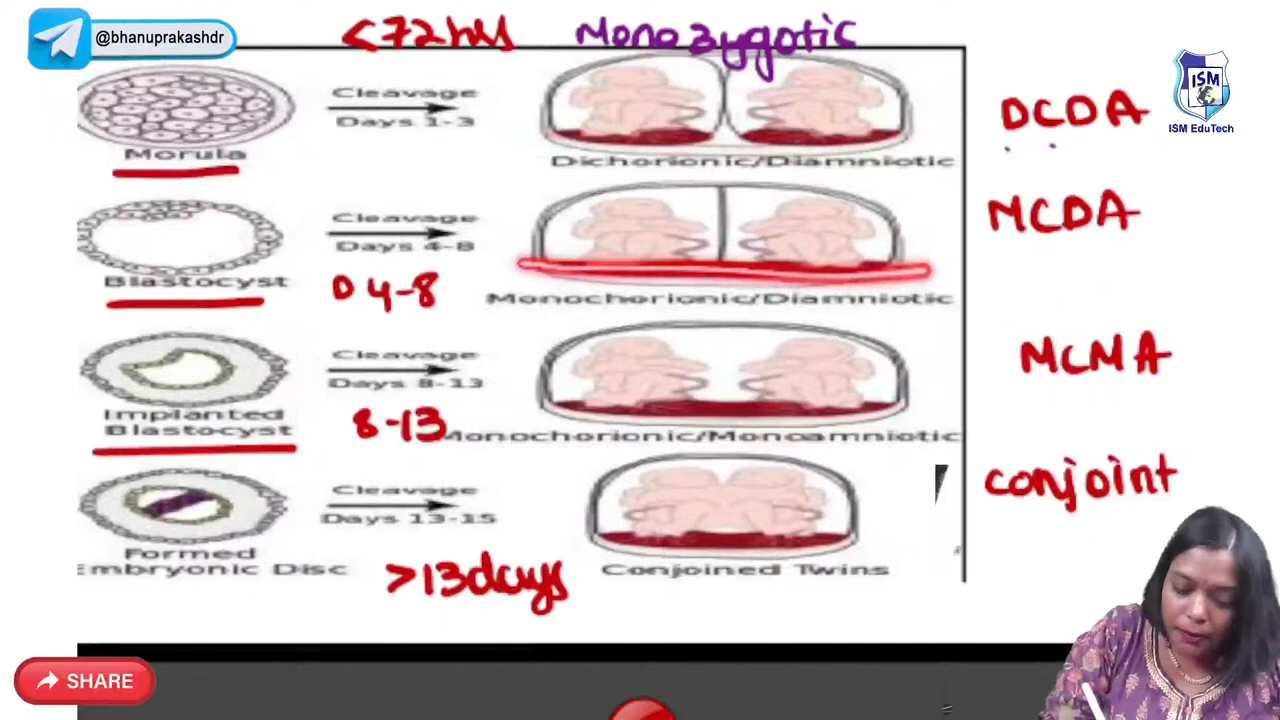 @bhanuprakashdr
<72hrs Monozygotic
Cleavage
Days 1-3
Morula
Dichorionic/Diamniotic
DCDA
ISM
ISM EduTech
Cleavage
Days 4-8
Blastocyst
D 4-8
Monochorionic/Diamniotic
MCDA
Cleavage
Days 8-13
Implanted
Blastocyst
8-13
Monochorionic/Monoamniotic
MCMA
Cleavage
Days 13-15
Formed
Embryonic Disc
>13days
Conjoined Twins
conjoint
SHARE